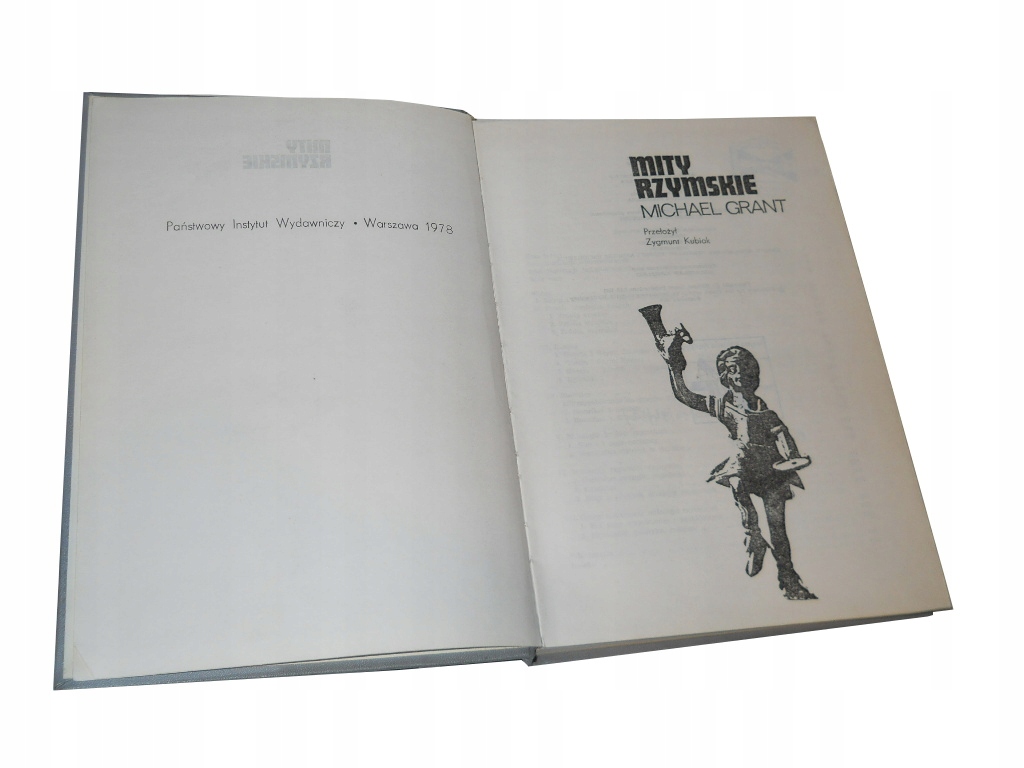 Państwowy Instytut Wydawniczy • Warszawa 1978
MITY
RZYMSKIE
MICHAEL GRANT
Przełożył
Zygmunt Kubiak